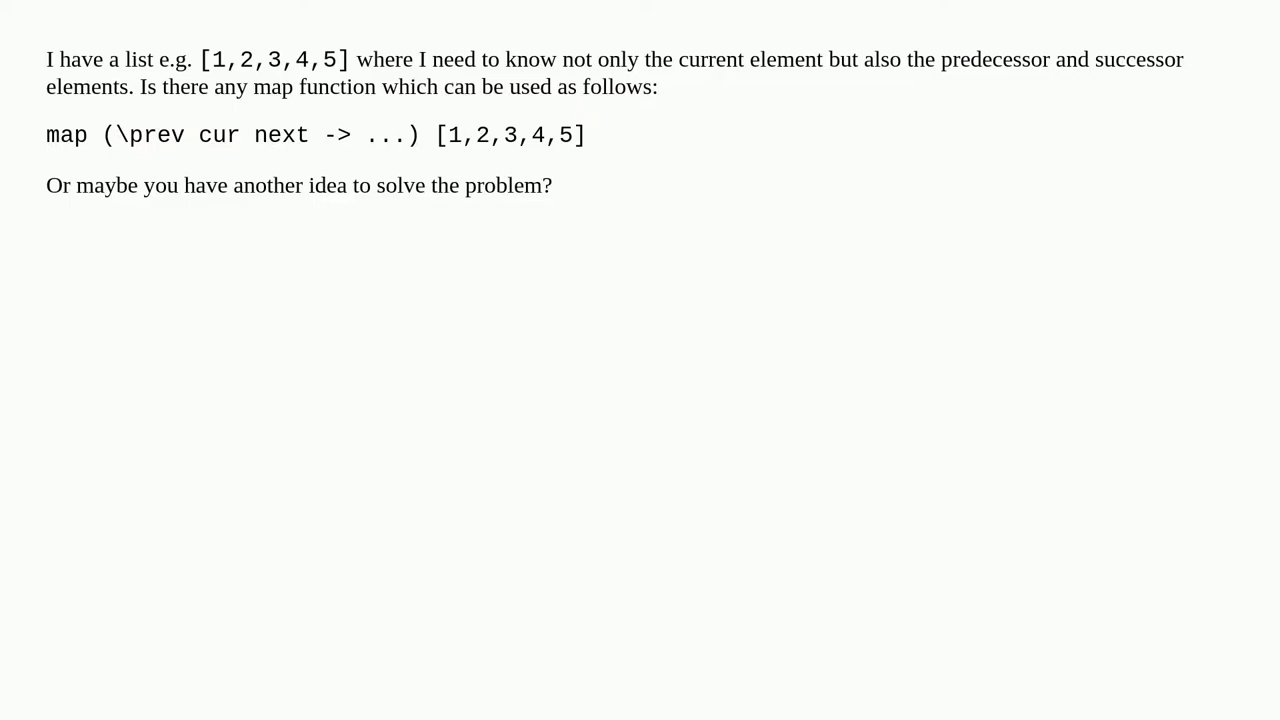 I have a list e.g. [1,2,3,4,5] where I need to know not only the current element but also the predecessor and successor
elements. Is there any map function which can be used as follows:
map (\prev cur next -> ...) [1,2,3,4,5]
Or maybe you have another idea to solve the problem?